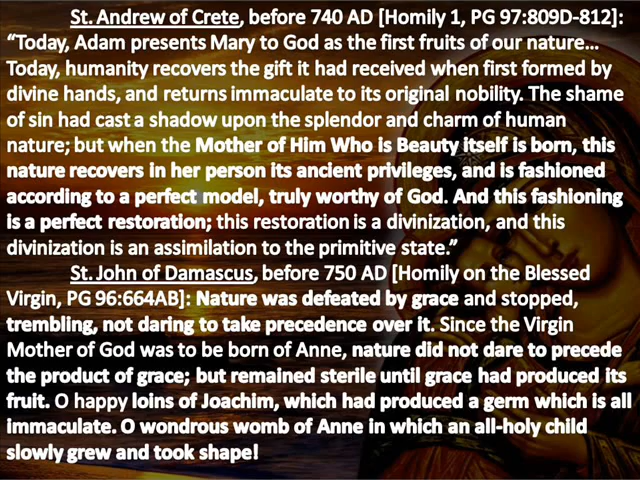 St. Andrew of Crete, before 740 AD [Homily 1, PG 97:809D-812]:
“Today, Adam presents Mary to God as the first fruits of our nature...
Today, humanity recovers the gift it had received when first formed by
divine hands, and returns immaculate to its original nobility. The shame
of sin had cast a shadow upon the splendor and charm of human
nature; but when the Mother of Him Who is Beauty itself is born, this
nature recovers in her person its ancient privileges, and is fashioned
according to a perfect model, truly worthy of God. And this fashioning
is a perfect restoration; this restoration is a divinization, and this
divinization is an assimilation to the primitive state.”
St. John of Damascus, before 750 AD [Homily on the Blessed
Virgin, PG 96:664AB]: Nature was defeated by grace and stopped,
trembling, not daring to take precedence over it. Since the Virgin
Mother of God was to be born of Anne, nature did not dare to precede
the product of grace; but remained sterile until grace had produced its
fruit. O happy loins of Joachim, which had produced a germ which is all
immaculate. O wondrous womb of Anne in which an all-holy child
slowly grew and took shape!